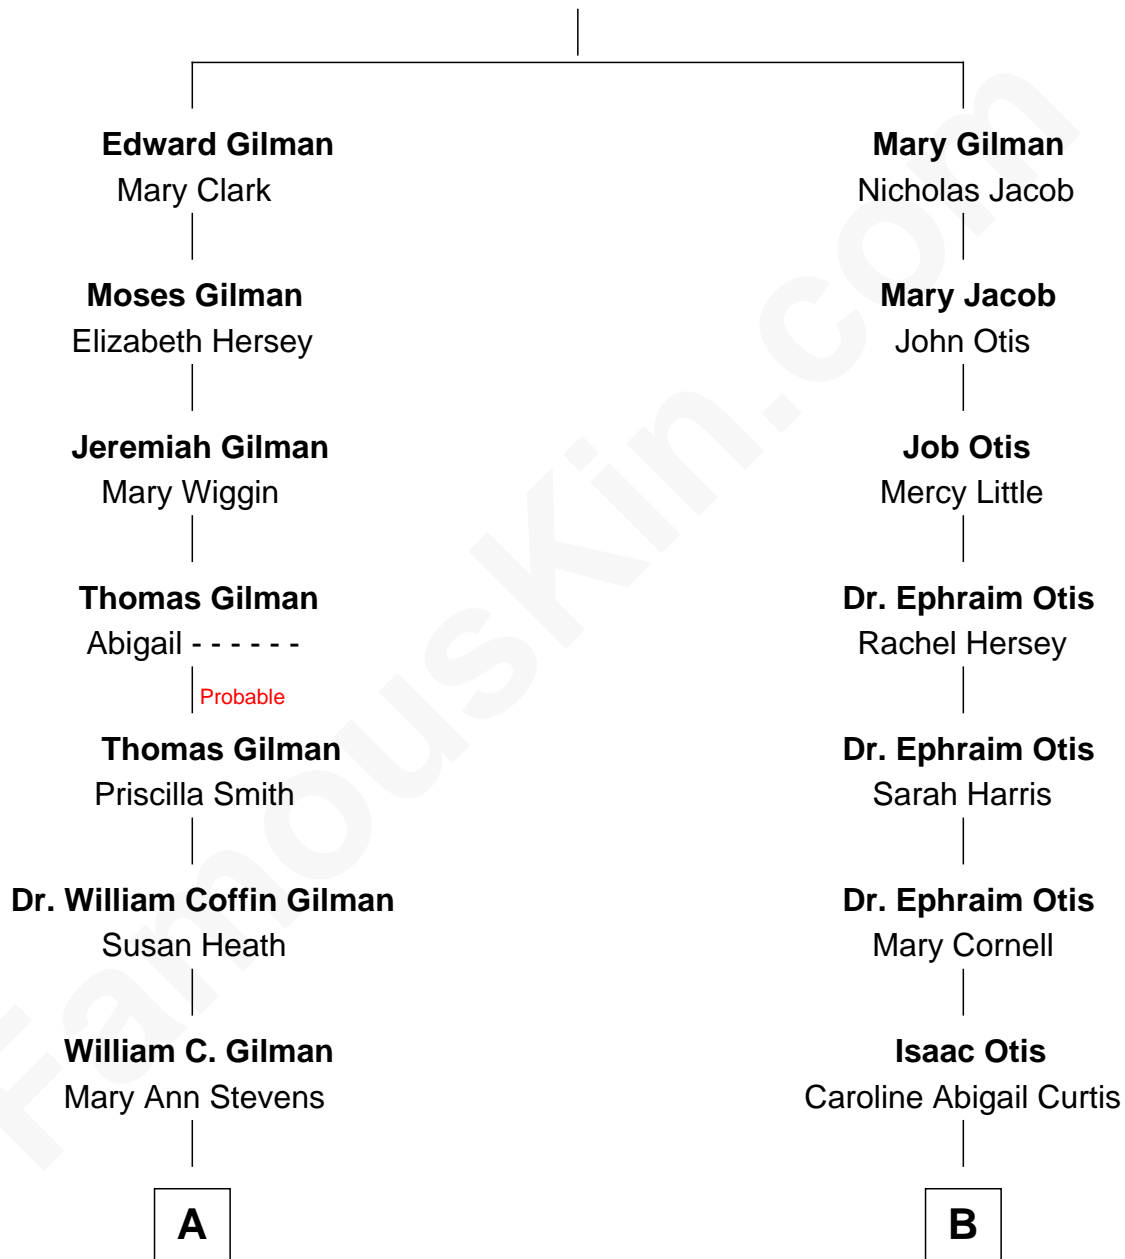 Edward Gilman
Mary Clark
Moses Gilman
Elizabeth Hersey
Jeremiah Gilman
Mary Wiggin
Thomas Gilman
Abigail - - - - - -
Probable
Thomas Gilman
Priscilla Smith
Dr. William Coffin Gilman
Susan Heath
William C. Gilman
Mary Ann Stevens
A
Mary Gilman
Nicholas Jacob
Mary Jacob
John Otis
Job Otis
Mercy Little
Dr. Ephraim Otis
Rachel Hersey
Dr. Ephraim Otis
Sarah Harris
Dr. Ephraim Otis
Mary Cornell
Isaac Otis
Caroline Abigail Curtis
B
FamousKin.com